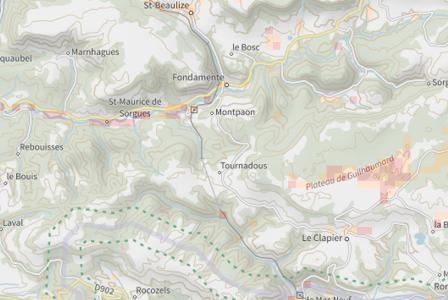 St-Beaulize
le Bosc
Marnhagues
Fondamente
St-Maurice de
Sorgues
Montpaon
Rebouisses
Tournadous
le Bouis
Plateau de Guilhaumard
Laval
Le Clapier
D902
Rocozels